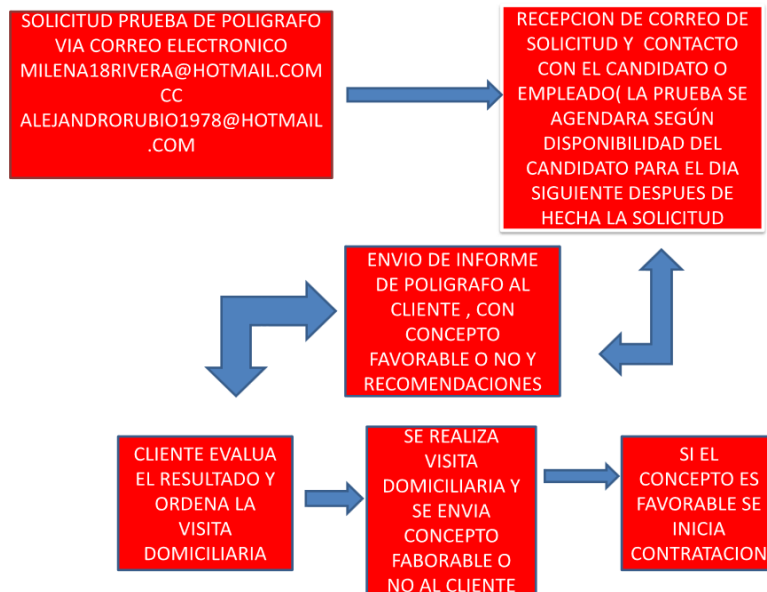 SOLICITUD PRUEBA DE POLIGRAFO
VIA CORREO ELECTRONICO
MILENA18RIVERA@HOTMAIL.COM
CC
ALEJANDRORUBIO1978@HOTMAIL
.COM
RECEPCION DE CORREO DE
SOLICITUD Y CONTACTO
CON EL CANDIDATO O
EMPLEADO( LA PRUEBA SE
AGENDARA SEGÚN
DISPONIBILIDAD DEL
CANDIDATO PARA EL DIA
SIGUIENTE DESPUES DE
HECHA LA SOLICITUD
ENVIO DE INFORME
DE POLIGRAFO AL
CLIENTE , CON
CONCEPTO
FAVORABLE O NO Y
RECOMENDACIONES
CLIENTE EVALUA
EL RESULTADO Y
ORDENA LA
VISITA
DOMICILIARIA
SE REALIZA
VISITA
DOMICILIARIA Y
SE ENVIA
CONCEPTO
FABORABLE O
NO AL CLIENTE
SI EL
CONCEPTO ES
FAVORABLE SE
INICIA
CONTRATACION